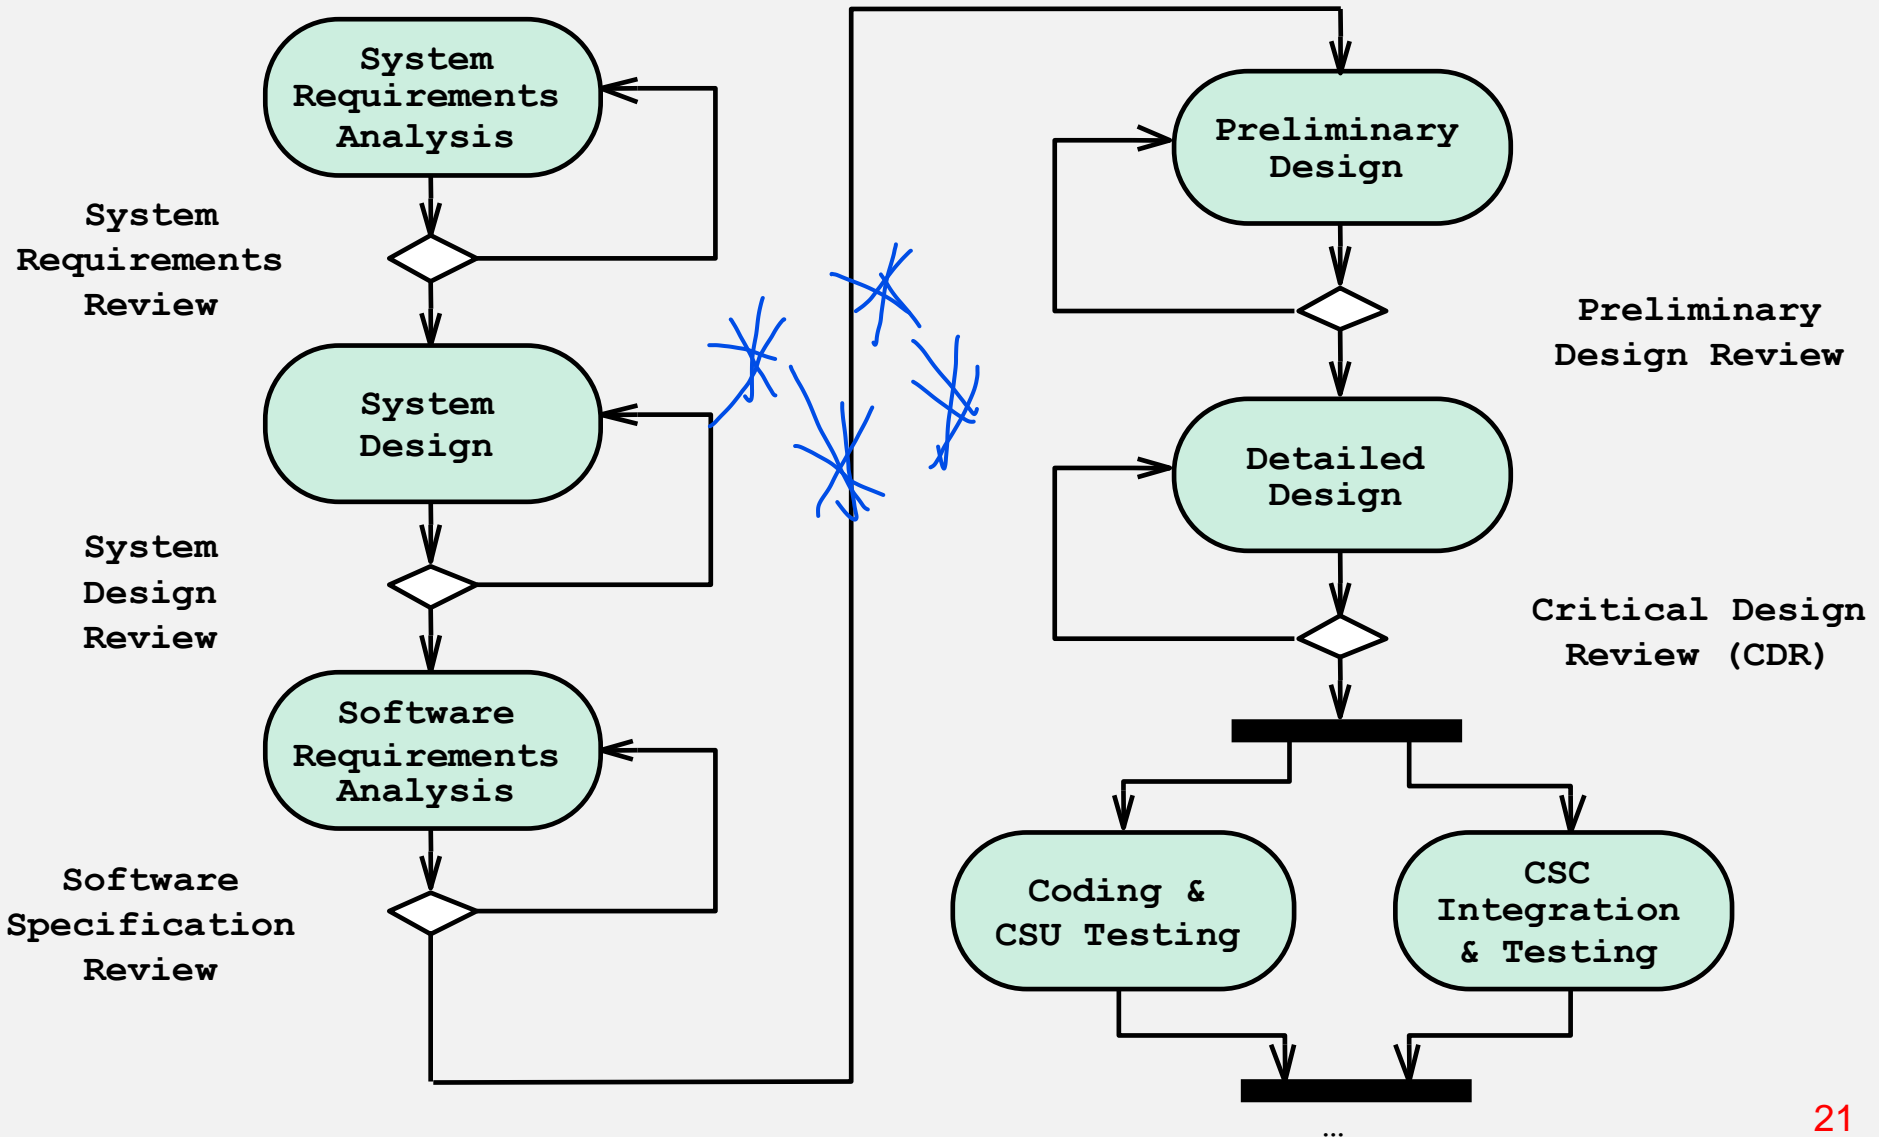 System
Requirements
Analysis
System
Requirements
Review
System
Design
System
Design
Review
Software
Requirements
Analysis
Software
Specification
Review
Preliminary
Design
Preliminary
Design Review
Detailed
Design
Critical Design
Review (CDR)
Coding &
CSU Testing
CSC
Integration
& Testing
...
21